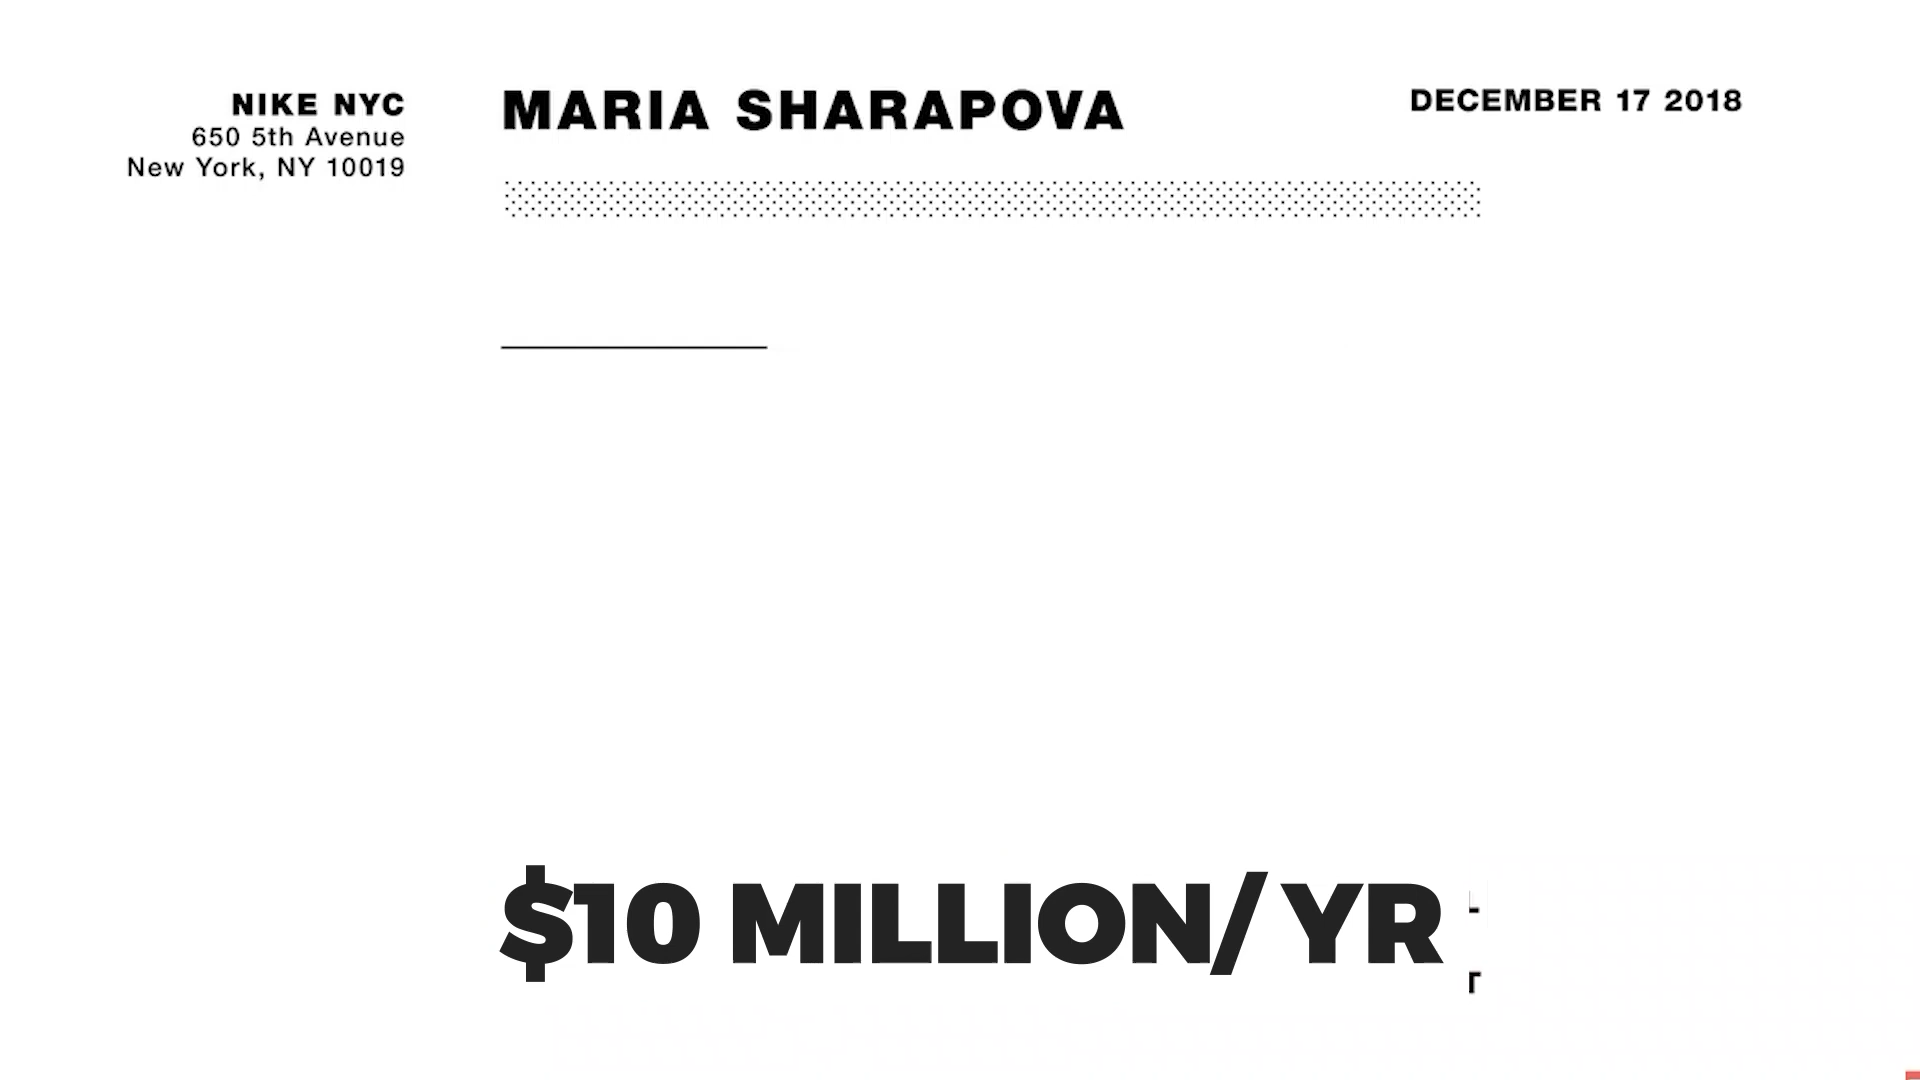 NIKE NYC
650 5th Avenue
New York, NY 10019
MARIA SHARAPOVA
DECEMBER 17 2018
$10 MILLION/YR